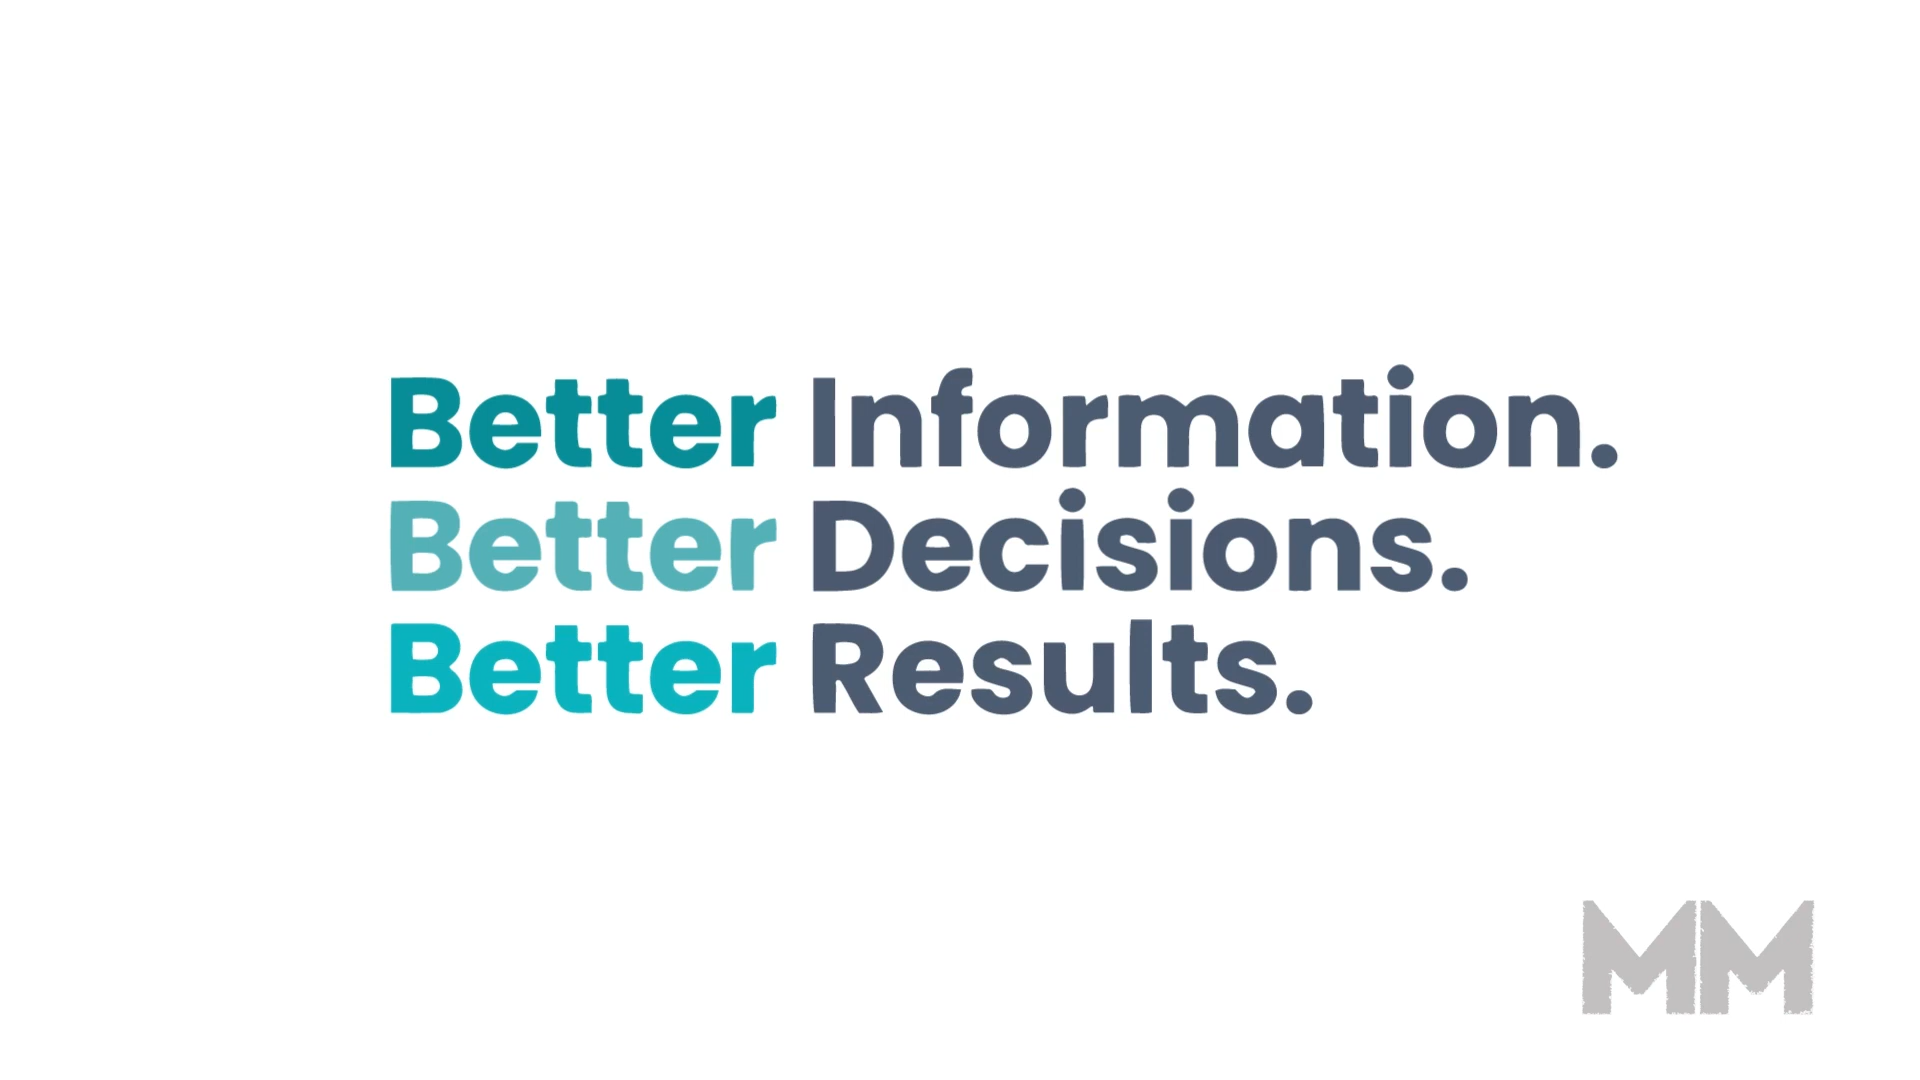 Better Information.
Better Decisions.
Better Results.
MM